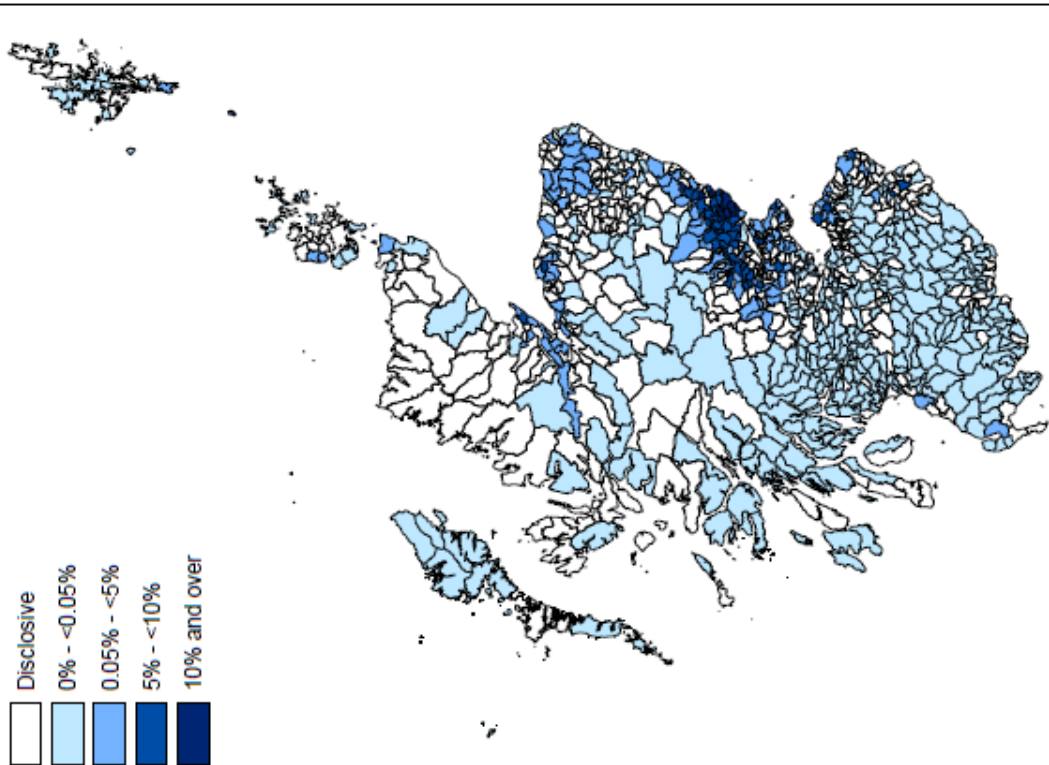 Disclosive
0% - <0.05%
0.05% - <5%
5% - <10%
10% and over